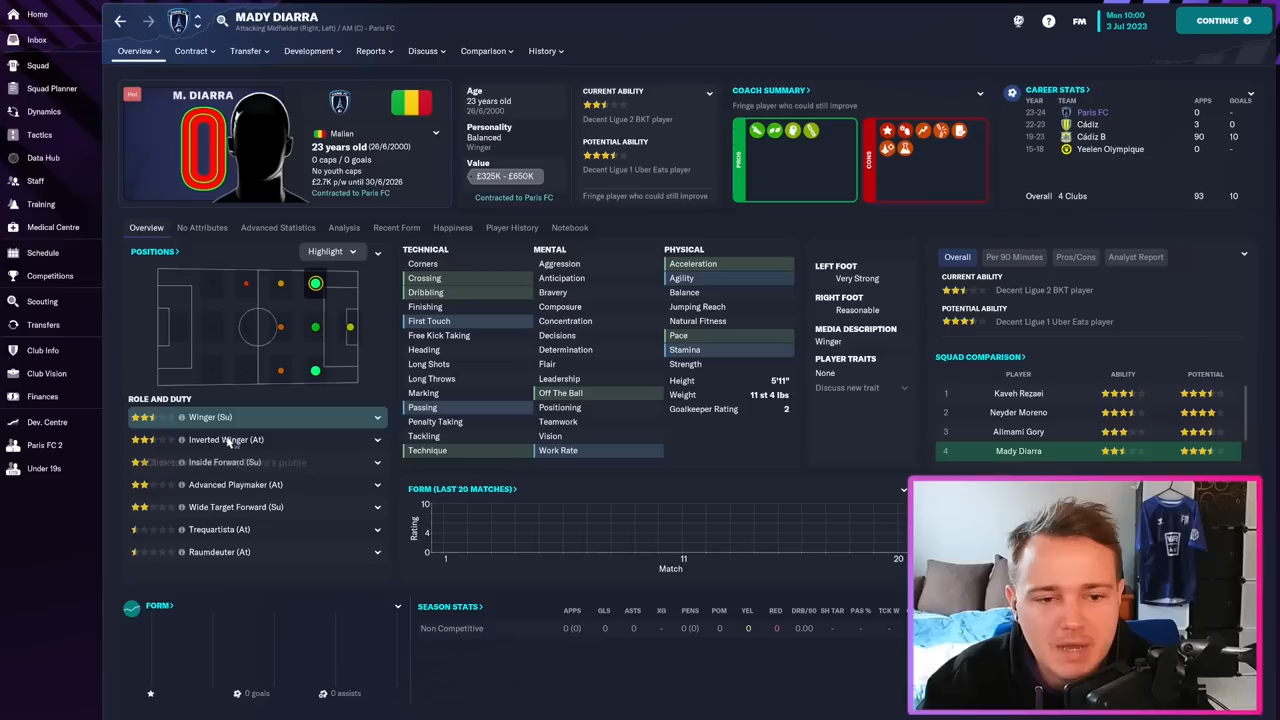 Home
MADY DIARRA
Attacking Midfielder (Right, Left) / AM (C) - Paris FC
FM
Mon 10:00
3 Jul 2023
CONTINUE
Inbox
Squad
Squad Planner
Dynamics
Tactics
Data Hub
Staff
Training
Medical Centre
Schedule
Competitions
Scouting
Transfers
Club Info
Club Vision
Finances
Dev. Centre
Paris FC 2
Under 19s
Overview
Contract
Transfer
Development
Reports
Discuss
Comparison
History
Hol
M. DIARRA
0
Malian
23 years old (26/6/2000)
0 caps / 0 goals
No youth caps
£2.7K p/w until 30/6/2026
Contracted to Paris FC
Age
23 years old
26/6/2000
Personality
Balanced
Winger
Value
£325K - £650K
Contracted to Paris FC
CURRENT ABILITY
Decent Ligue 2 BKT player
POTENTIAL ABILITY
Decent Ligue 1 Uber Eats player
Fringe player who could still improve
COACH SUMMARY
Fringe player who could still improve
PROS
CONS
CAREER STATS
YEAR TEAM APPS GOALS
23-24 Paris FC 0 -
22-23 Cádiz 3 0
19-23 Cádiz B 90 10
15-18 Yeelen Olympique 0 -
Overall 4 Clubs 93 10
Overview
No Attributes
Advanced Statistics
Analysis
Recent Form
Happiness
Player History
Notebook
POSITIONS
Highlight
ROLE AND DUTY
Winger (Su)
Inverted Winger (At)
Inside Forward (Su)
Advanced Playmaker (At)
Wide Target Forward (Su)
Trequartista (At)
Raumdeuter (At)
TECHNICAL
Corners
Crossing
Dribbling
Finishing
First Touch
Free Kick Taking
Heading
Long Shots
Long Throws
Marking
Passing
Penalty Taking
Tackling
Technique
MENTAL
Aggression
Anticipation
Bravery
Composure
Concentration
Decisions
Determination
Flair
Leadership
Off The Ball
Positioning
Teamwork
Vision
Work Rate
PHYSICAL
Acceleration
Agility
Balance
Jumping Reach
Natural Fitness
Pace
Stamina
Strength
Height 5'11"
Weight 11 st 4 lbs
Goalkeeper Rating 2
LEFT FOOT
Very Strong
RIGHT FOOT
Reasonable
MEDIA DESCRIPTION
Winger
PLAYER TRAITS
None
Discuss new trait
Overall
Per 90 Minutes
Pros/Cons
Analyst Report
CURRENT ABILITY
Decent Ligue 2 BKT player
POTENTIAL ABILITY
Decent Ligue 1 Uber Eats player
SQUAD COMPARISON
PLAYER ABILITY POTENTIAL
1 Kaveh Rezaei
2 Neyder Moreno
3 Alimami Gory
4 Mady Diarra
FORM (LAST 20 MATCHES)
Rating
10
4
0
1 11 20
Match
FORM
0 goals
0 assists
SEASON STATS
APPS GLS ASTS XG PENS POM YEL RED DRB/90 SH TAR PAS % TCK W
Non Competitive 0 (0) 0 0 - 0 (0) 0 0 0 0.00 - - -